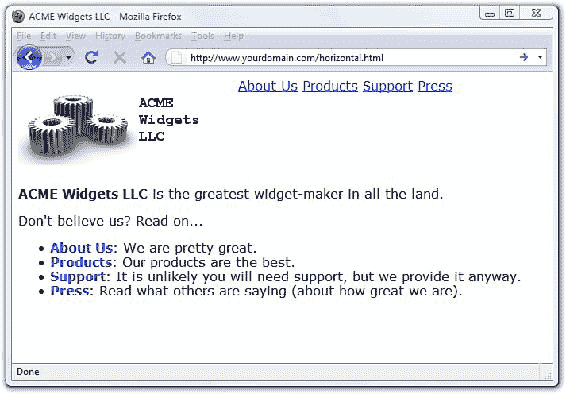 ACME Widgets LLC - Mozilla Firefox
File Edit View History Bookmarks Tools Help
http://www.yourdomain.com/horizontal.html
About Us Products Support Press
ACME
Widgets
LLC
ACME Widgets LLC is the greatest widget-maker in all the land.
Don't believe us? Read on...
• About Us: We are pretty great.
• Products: Our products are the best.
• Support: It is unlikely you will need support, but we provide it anyway.
• Press: Read what others are saying (about how great we are).
Done